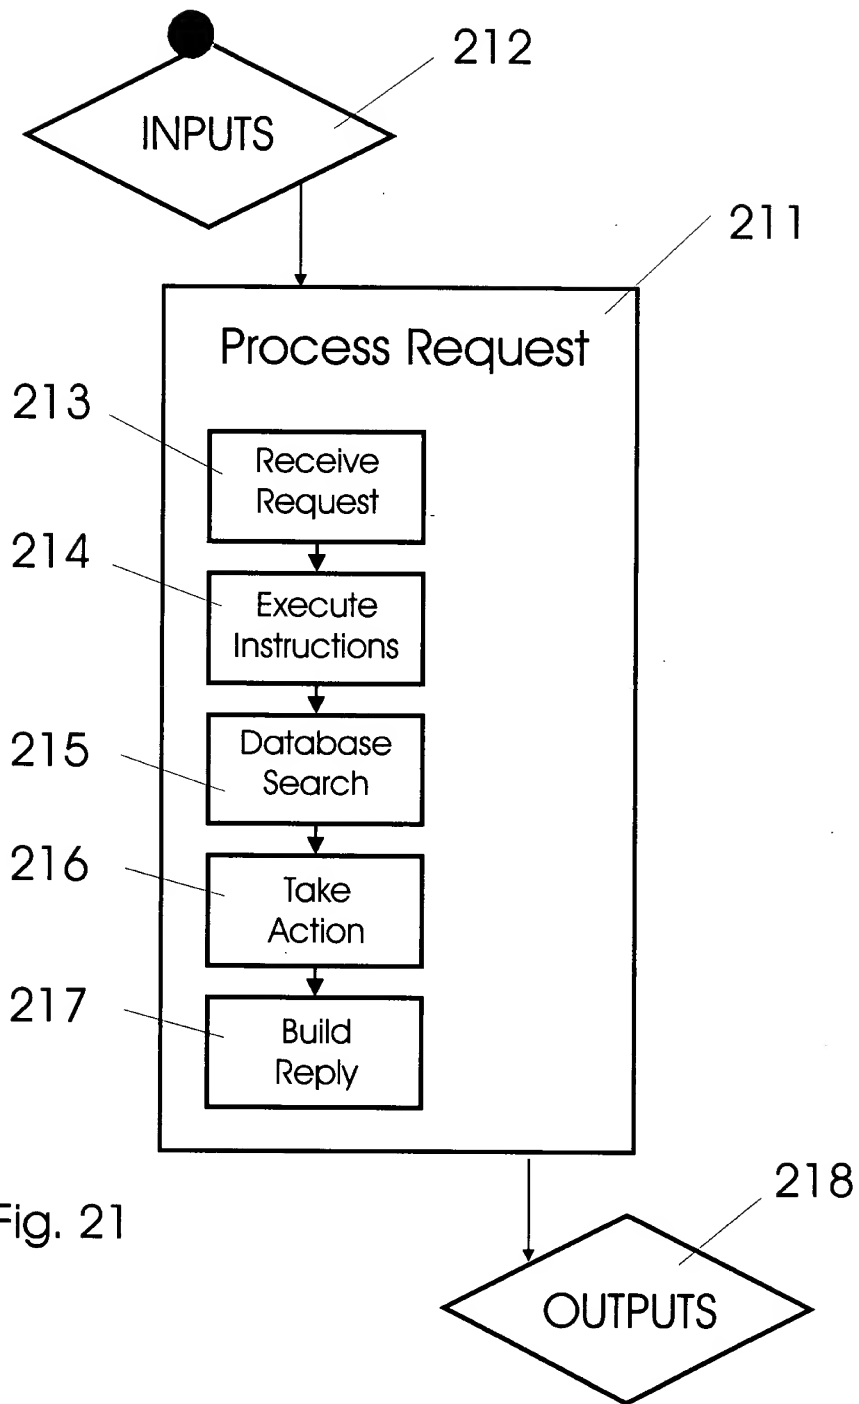 212
INPUTS
211
Process Request
213
Receive
Request
214
Execute
Instructions
215
Database
Search
216
Take
Action
217
Build
Reply
218
Fig. 21
OUTPUTS